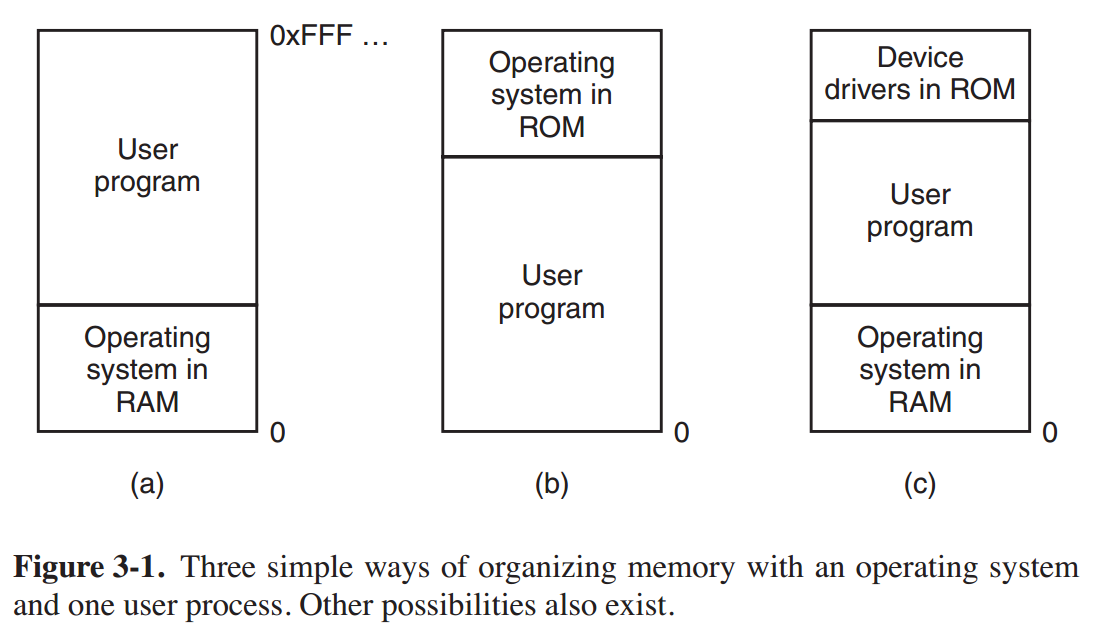 0xFFF …
User
program
Operating
system in
RAM
0
(a)
Operating
system in
ROM
User
program
0
(b)
Device
drivers in ROM
User
program
Operating
system in
RAM
0
(c)
Figure 3-1. Three simple ways of organizing memory with an operating system
and one user process. Other possibilities also exist.